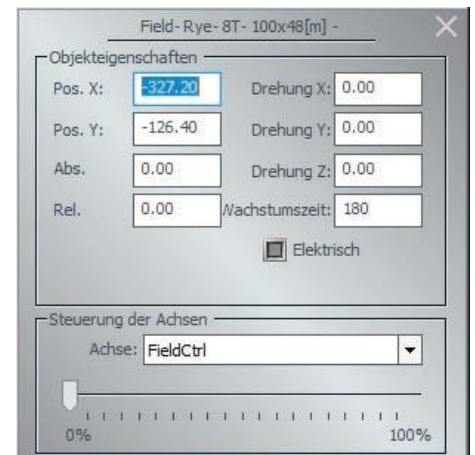 Field- Rye- 8T- 100x48[m] -
Objekteigenschaften
Pos. X: -327.20 Drehung X: 0.00
Pos. Y: -126.40 Drehung Y: 0.00
Abs. 0.00 Drehung Z: 0.00
Rel. 0.00 Wachstumszeit: 180
Elektrisch
Steuerung der Achsen
Achse: FieldCtrl
0% 100%